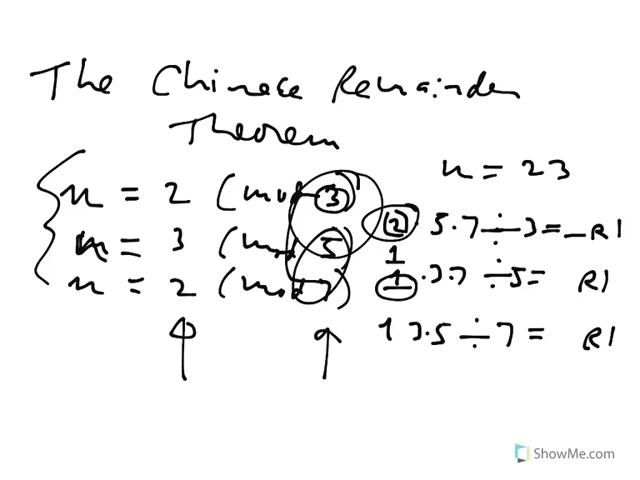 The Chinese Remainder
Theorem
n = 2 (mod 3)
n = 3 (mod 5)
n = 2 (mod 7)
n = 23
2 5.7 ÷ 3 = _ R1
1
1 .3.7 ÷5 = R1
1 3.5 ÷ 7 = R1
ShowMe.com